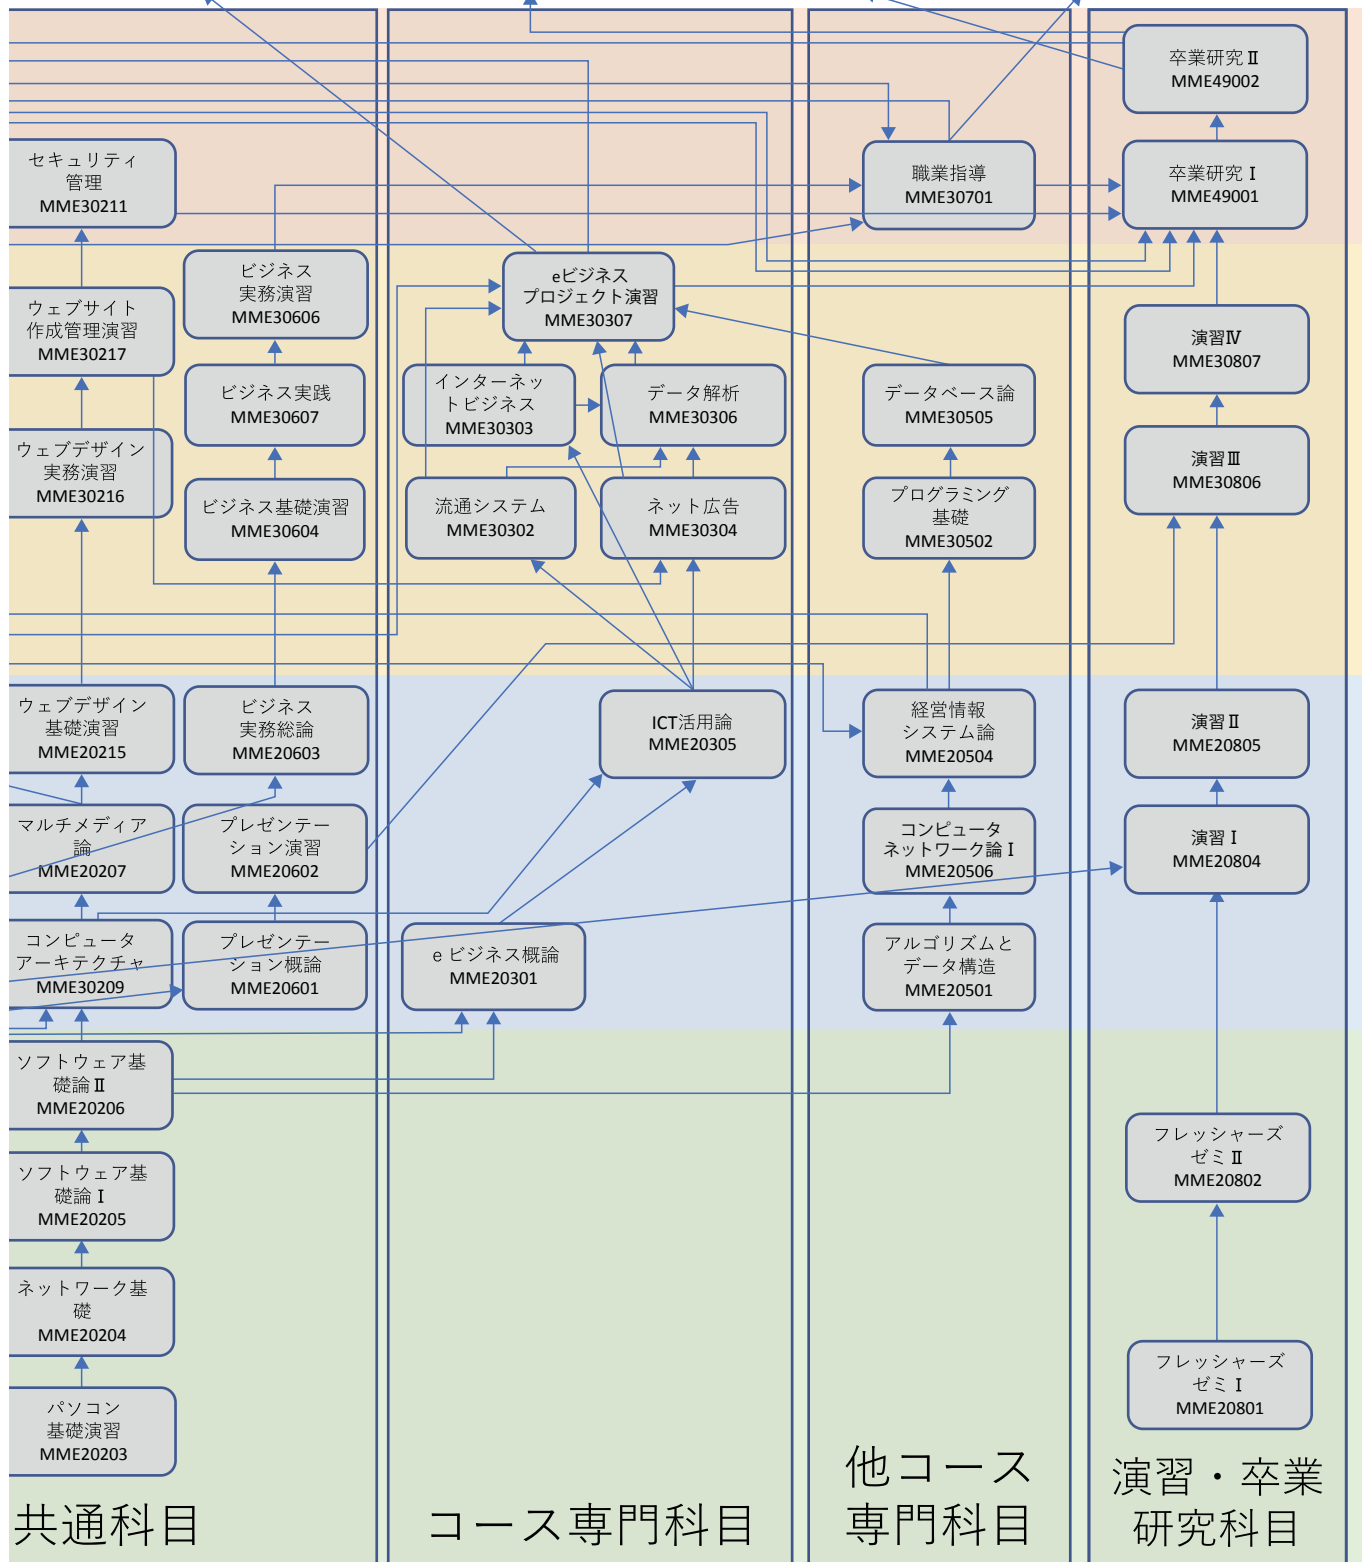 卒業研究Ⅱ
MME49002
セキュリティ
管理
MME30211
職業指導
MME30701
卒業研究Ⅰ
MME49001
ビジネス
実務演習
MME30606
eビジネス
プロジェクト演習
MME30307
ウェブサイト
作成管理演習
MME30217
演習Ⅳ
MME30807
ビジネス実践
MME30607
インターネッ
トビジネス
MME30303
データ解析
MME30306
データベース論
MME30505
ウェブデザイン
実務演習
MME30216
演習Ⅲ
MME30806
ビジネス基礎演習
MME30604
流通システム
MME30302
ネット広告
MME30304
プログラミング
基礎
MME30502
ウェブデザイン
基礎演習
MME20215
ビジネス
実務総論
MME20603
ICT活用論
MME20305
経営情報
システム論
MME20504
演習Ⅱ
MME20805
マルチメディア
論
MME20207
プレゼンテー
ション演習
MME20602
コンピュータ
ネットワーク論Ⅰ
MME20506
演習Ⅰ
MME20804
コンピュータ
アーキテクチャ
MME30209
プレゼンテー
ション概論
MME20601
e ビジネス概論
MME20301
アルゴリズムと
データ構造
MME20501
ソフトウェア基
礎論Ⅱ
MME20206
フレッシャーズ
ゼミⅡ
MME20802
ソフトウェア基
礎論Ⅰ
MME20205
ネットワーク基
礎
MME20204
フレッシャーズ
ゼミⅠ
MME20801
パソコン
基礎演習
MME20203
共通科目
コース専門科目
他コース
専門科目
演習・卒業
研究科目